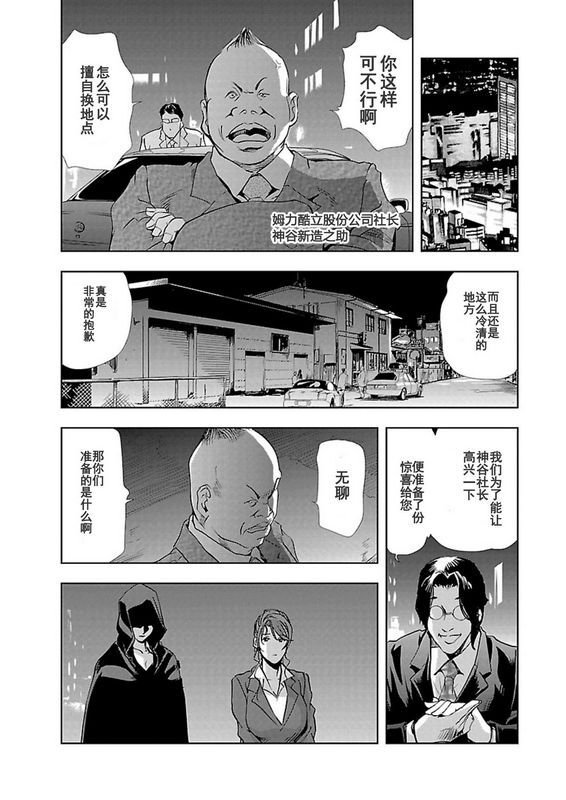 你这样
可不行啊
怎么可以
擅自换地点
姆力酷立股份公司社长
神谷新造之助
而且还是
这么冷清的
地方
真是
非常的抱歉
我们为了能让
神谷社长
高兴一下
便准备了份
惊喜给您
无聊
那你们
准备的是什么啊